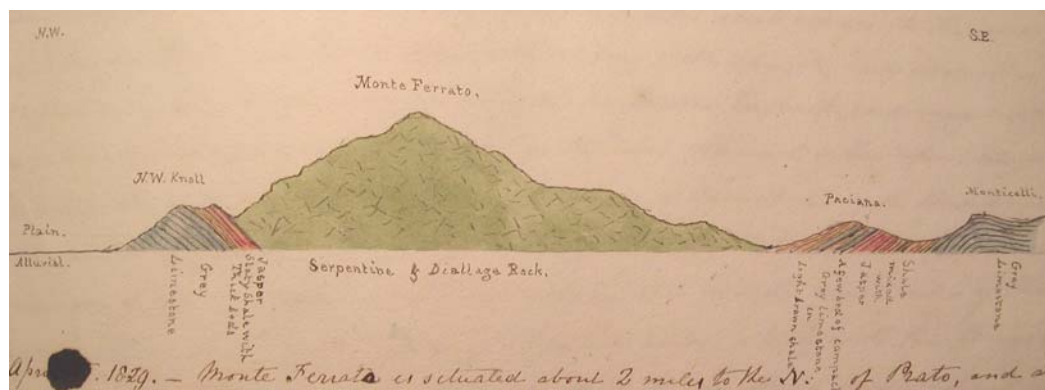 N.W.
S.E.
Monte Ferrato.
N.W. Knoll
Paciana.
Monticelli.
Plain.
Alluvial.
Limestone
Grey
Slaty Shale with
Jasper
Serpentine & Diallage Rock.
Light brown shale
in
Grey Limestone
A few beds of compact
Jasper
with
mixed
Shale
Grey
Limestone
1829. — Monte Ferrato is situated about 2 miles to the N. of Prato, and a